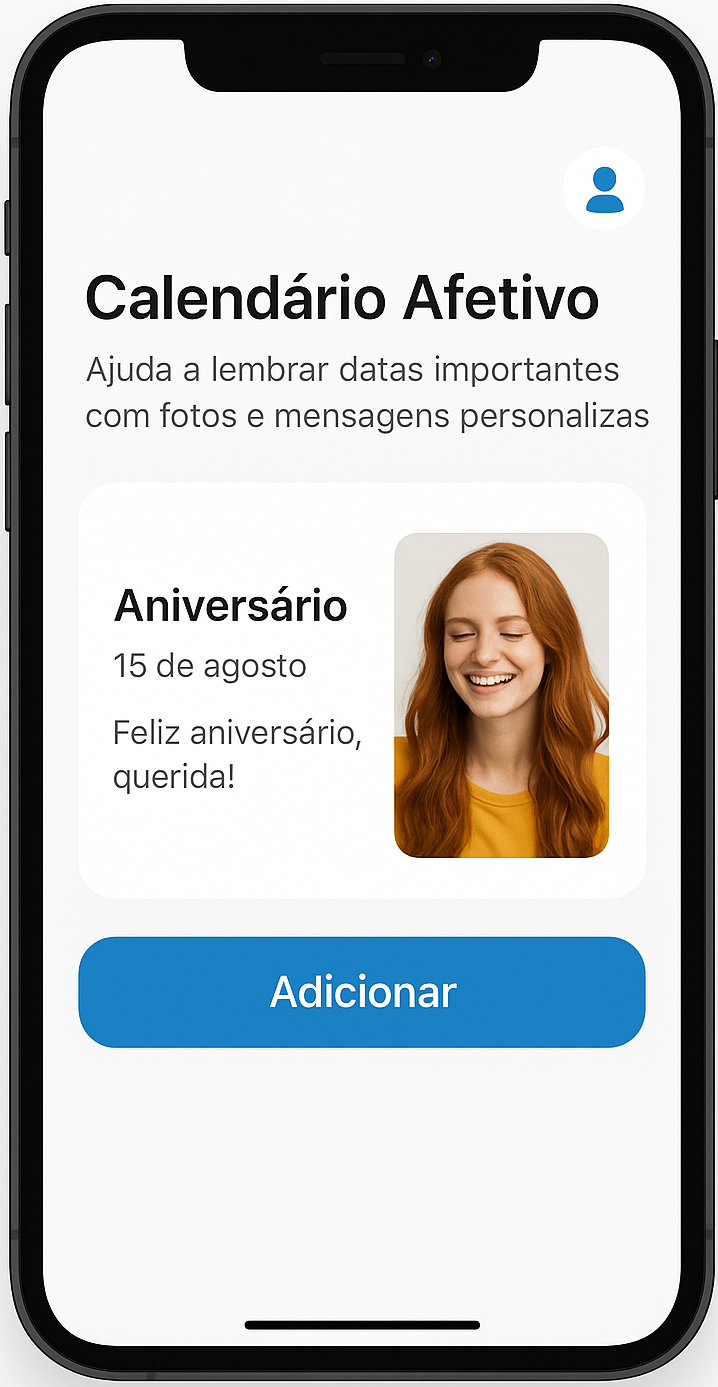 Calendário Afetivo
Ajuda a lembrar datas importantes
com fotos e mensagens personalizas
Aniversário
15 de agosto
Feliz aniversário,
querida!
Adicionar